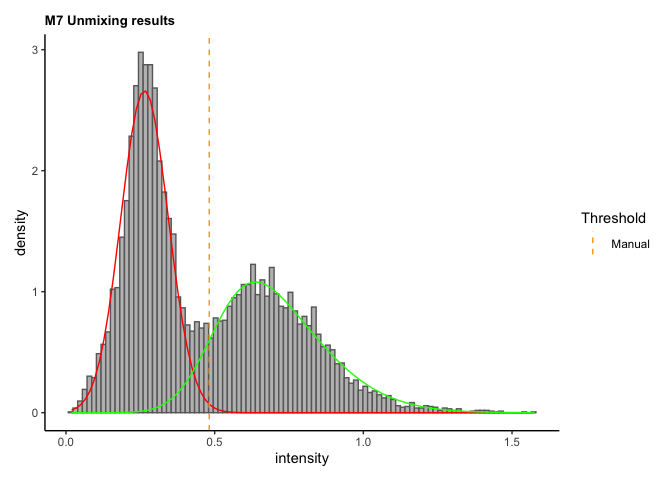 M7 Unmixing results
3
2
1
0
density
0.0 0.5 1.0 1.5
intensity
Threshold
Manual